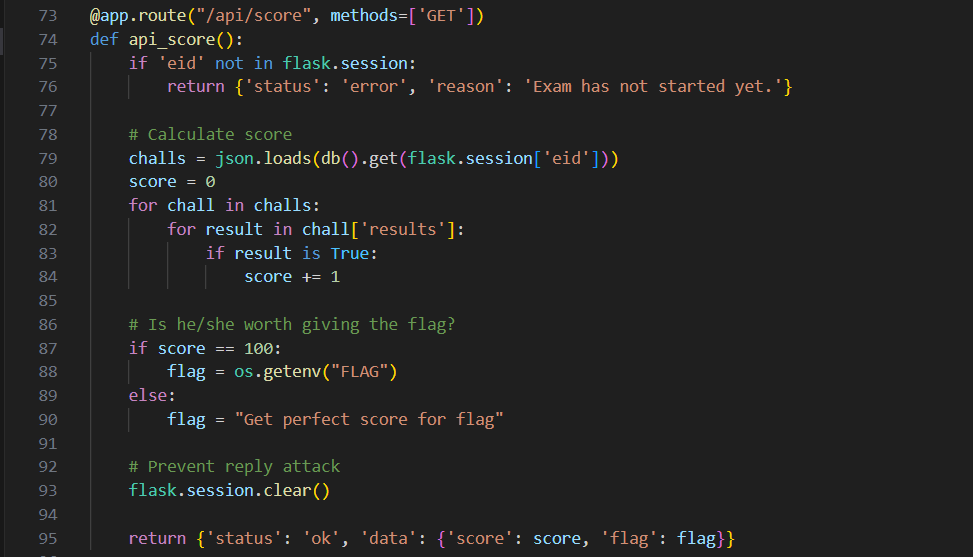 73 @app.route("/api/score", methods=['GET'])
74 def api_score():
75     if 'eid' not in flask.session:
76         return {'status': 'error', 'reason': 'Exam has not started yet.'}
77
78     # Calculate score
79     challs = json.loads(db().get(flask.session['eid']))
80     score = 0
81     for chall in challs:
82         for result in chall['results']:
83             if result is True:
84                 score += 1
85
86     # Is he/she worth giving the flag?
87     if score == 100:
88         flag = os.getenv("FLAG")
89     else:
90         flag = "Get perfect score for flag"
91
92     # Prevent reply attack
93     flask.session.clear()
94
95     return {'status': 'ok', 'data': {'score': score, 'flag': flag}}